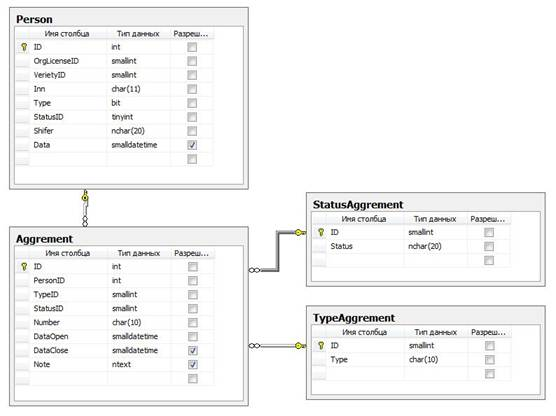 Person
Имя столбца Тип данных Разреш...
ID int
OrgLicenseID smallint
VerietyID smallint
Inn char(11)
Type bit
StatusID tinyint
Shifer nchar(20)
Data smalldatetime
Aggrement
Имя столбца Тип данных Разреш...
ID int
PersonID int
TypeID smallint
StatusID smallint
Number char(10)
DataOpen smalldatetime
DataClose smalldatetime
Note ntext
StatusAggrement
Имя столбца Тип данных Разреш...
ID smallint
Status nchar(20)
TypeAggrement
Имя столбца Тип данных Разреш...
ID smallint
Type char(10)